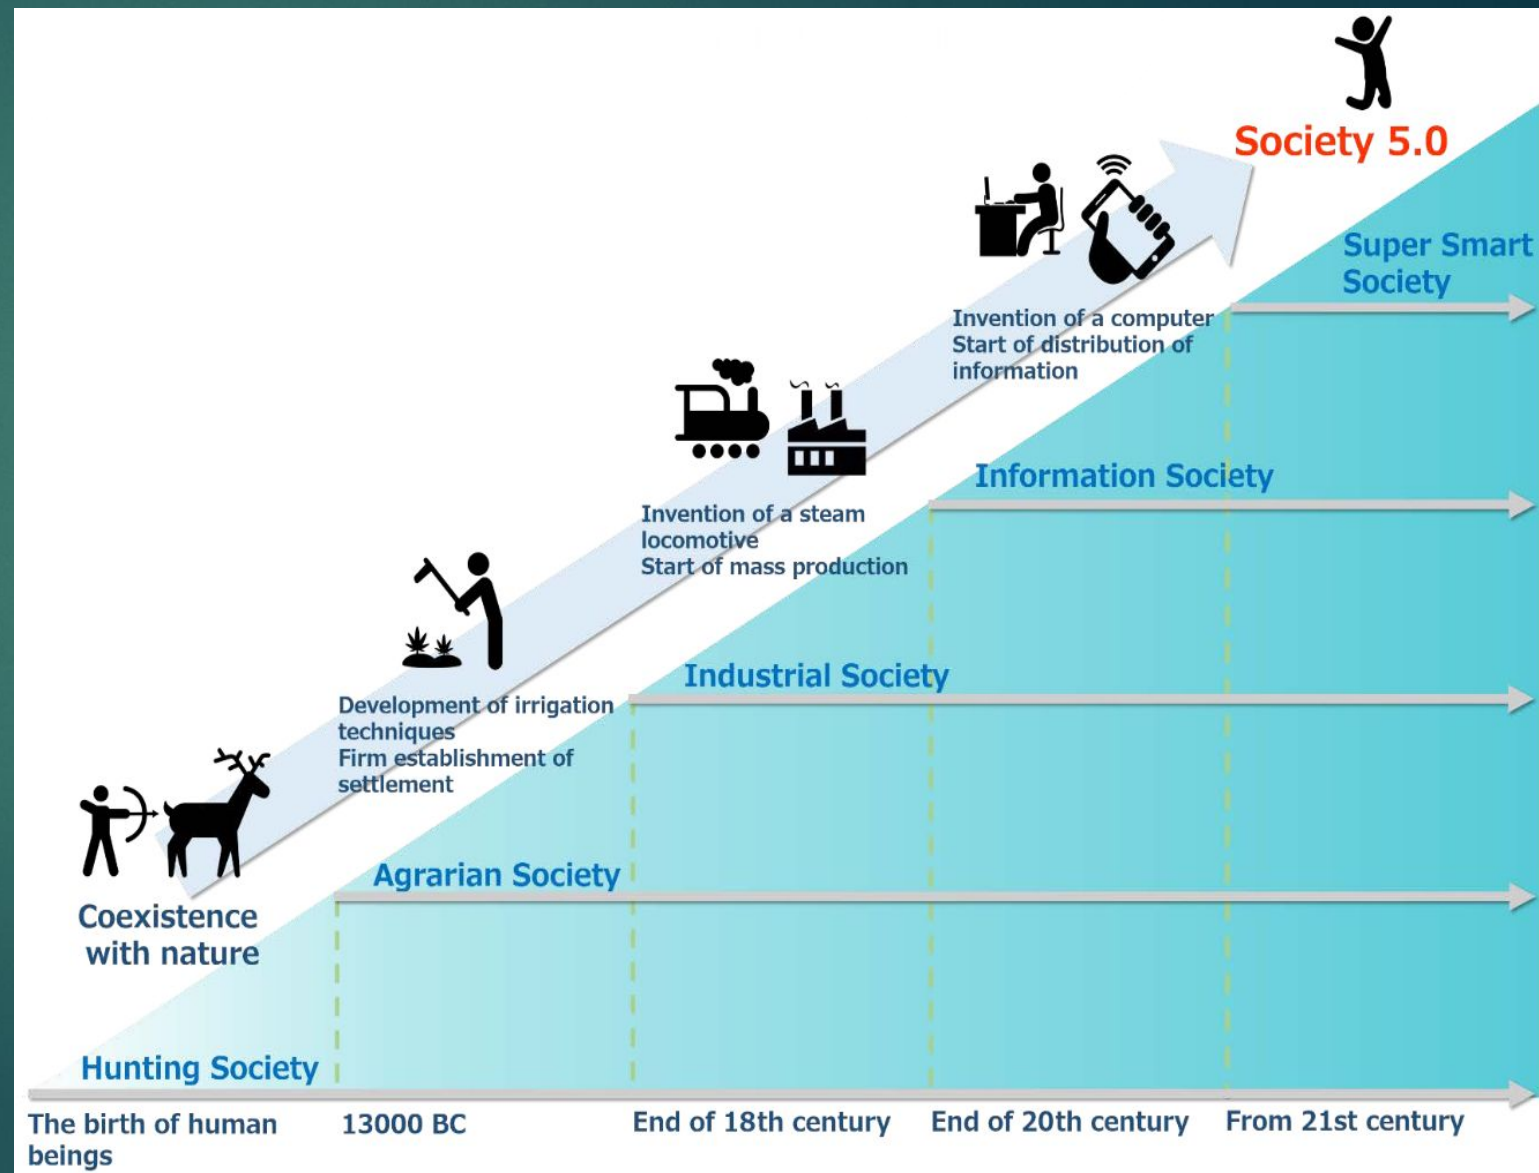 Society 5.0
Super Smart
Society
Invention of a computer
Start of distribution of
information
Information Society
Invention of a steam
locomotive
Start of mass production
Industrial Society
Development of irrigation
techniques
Firm establishment of
settlement
Agrarian Society
Coexistence
with nature
Hunting Society
The birth of human
beings
13000 BC
End of 18th century
End of 20th century
From 21st century